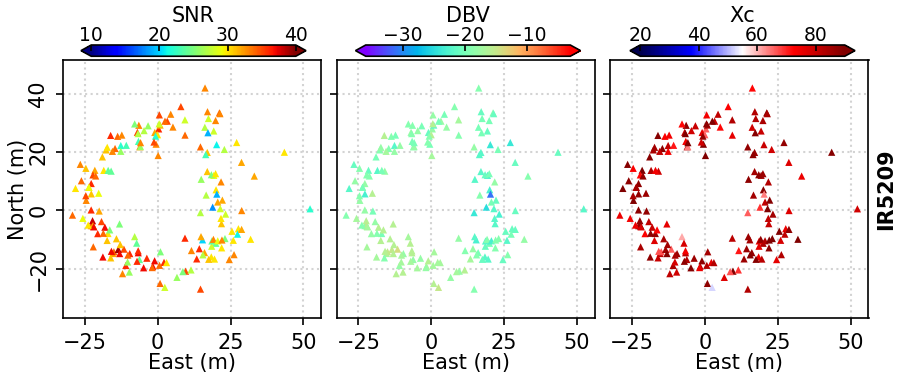 SNR DBV Xc
10 20 30 40 −30 −20 −10 20 40 60 80
40
20
0
−20
North (m)
IR5209
−25 0 25 50 −25 0 25 50 −25 0 25 50
East (m) East (m) East (m)